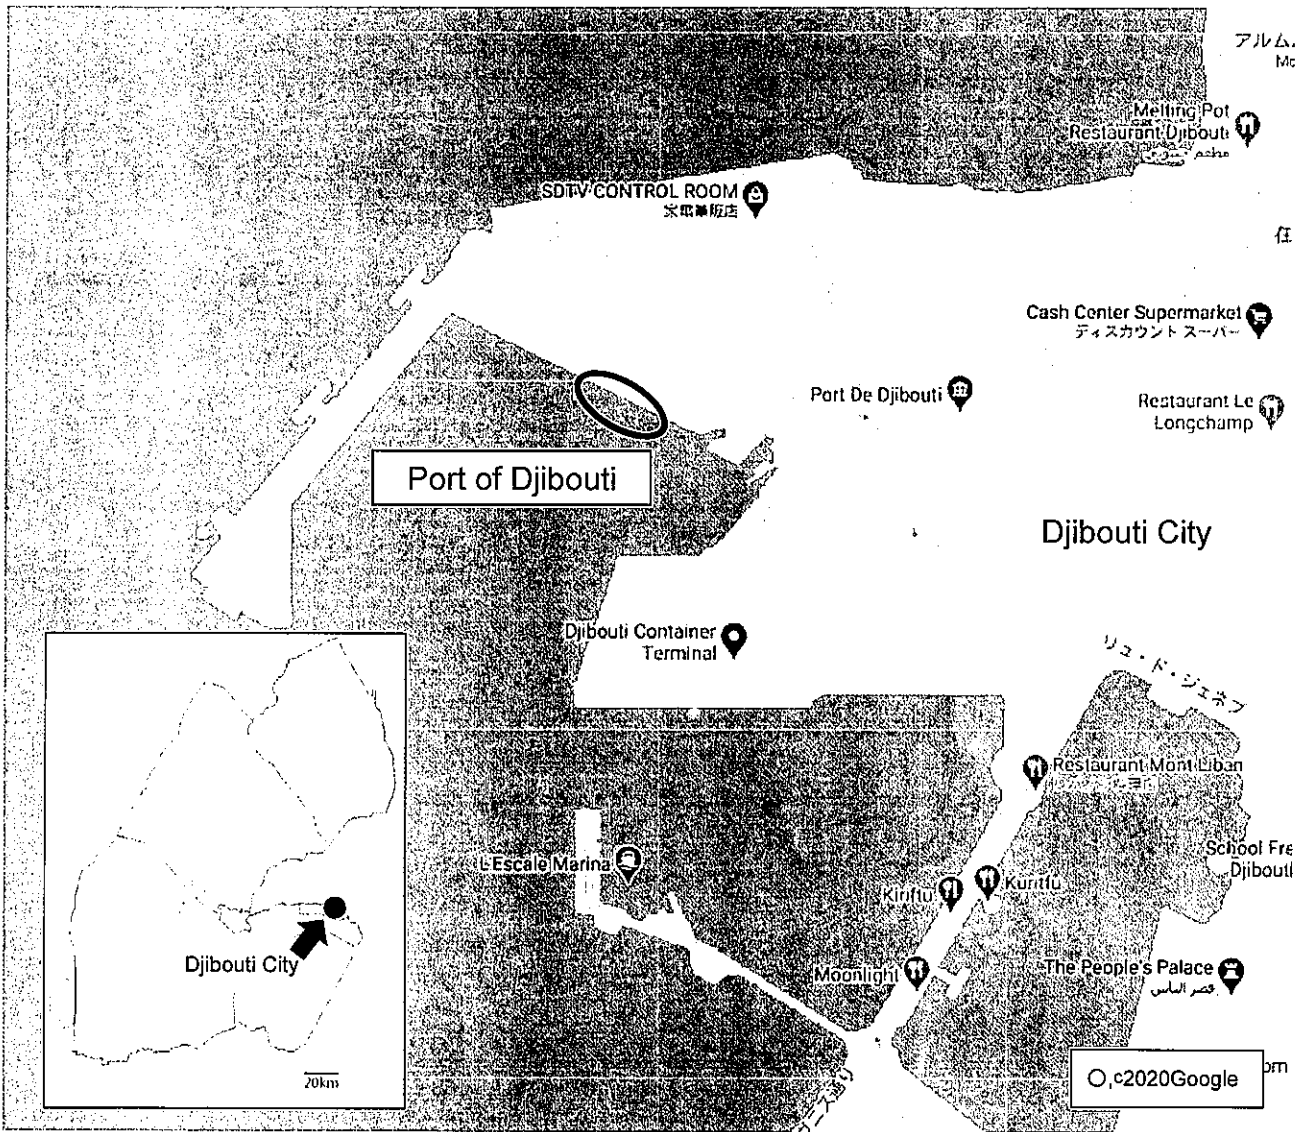 アルム
Mo
Melting Pot
Restaurant Djibouti
SDTV CONTROL ROOM
Cash Center Supermarket
ディスカウント スーパー
Port De Djibouti
Restaurant Le
Longchamp
Port of Djibouti
Djibouti City
Djibouti Container
Terminal
リュ・ド・ジュネブ
Restaurant Mont Liban
L'Escale Marina
School Fre
Djibouti
Kiriftu
Kuriftu
Djibouti City
Moonlight
The People's Palace
قصر الناس
20km
O,c2020Google
om